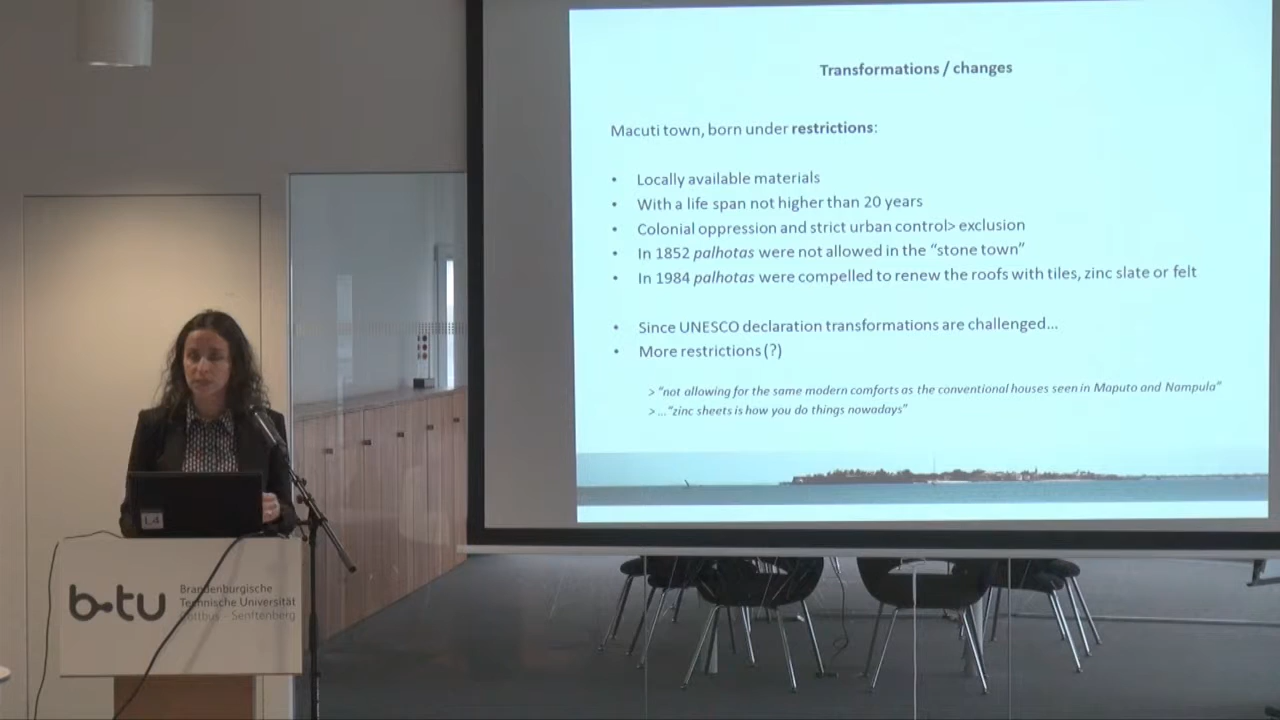 Transformations / changes
Macuti town, born under restrictions:
• Locally available materials
• With a life span not higher than 20 years
• Colonial oppression and strict urban control> exclusion
• In 1852 palhotas were not allowed in the “stone town”
• In 1984 palhotas were compelled to renew the roofs with tiles, zinc slate or felt
• Since UNESCO declaration transformations are challenged…
• More restrictions (?)
> “not allowing for the same modern comforts as the conventional houses seen in Maputo and Nampula”
> …“zinc sheets is how you do things nowadays”
L4
b-tu
Brandenburgische
Technische Universität
Cottbus - Senftenberg